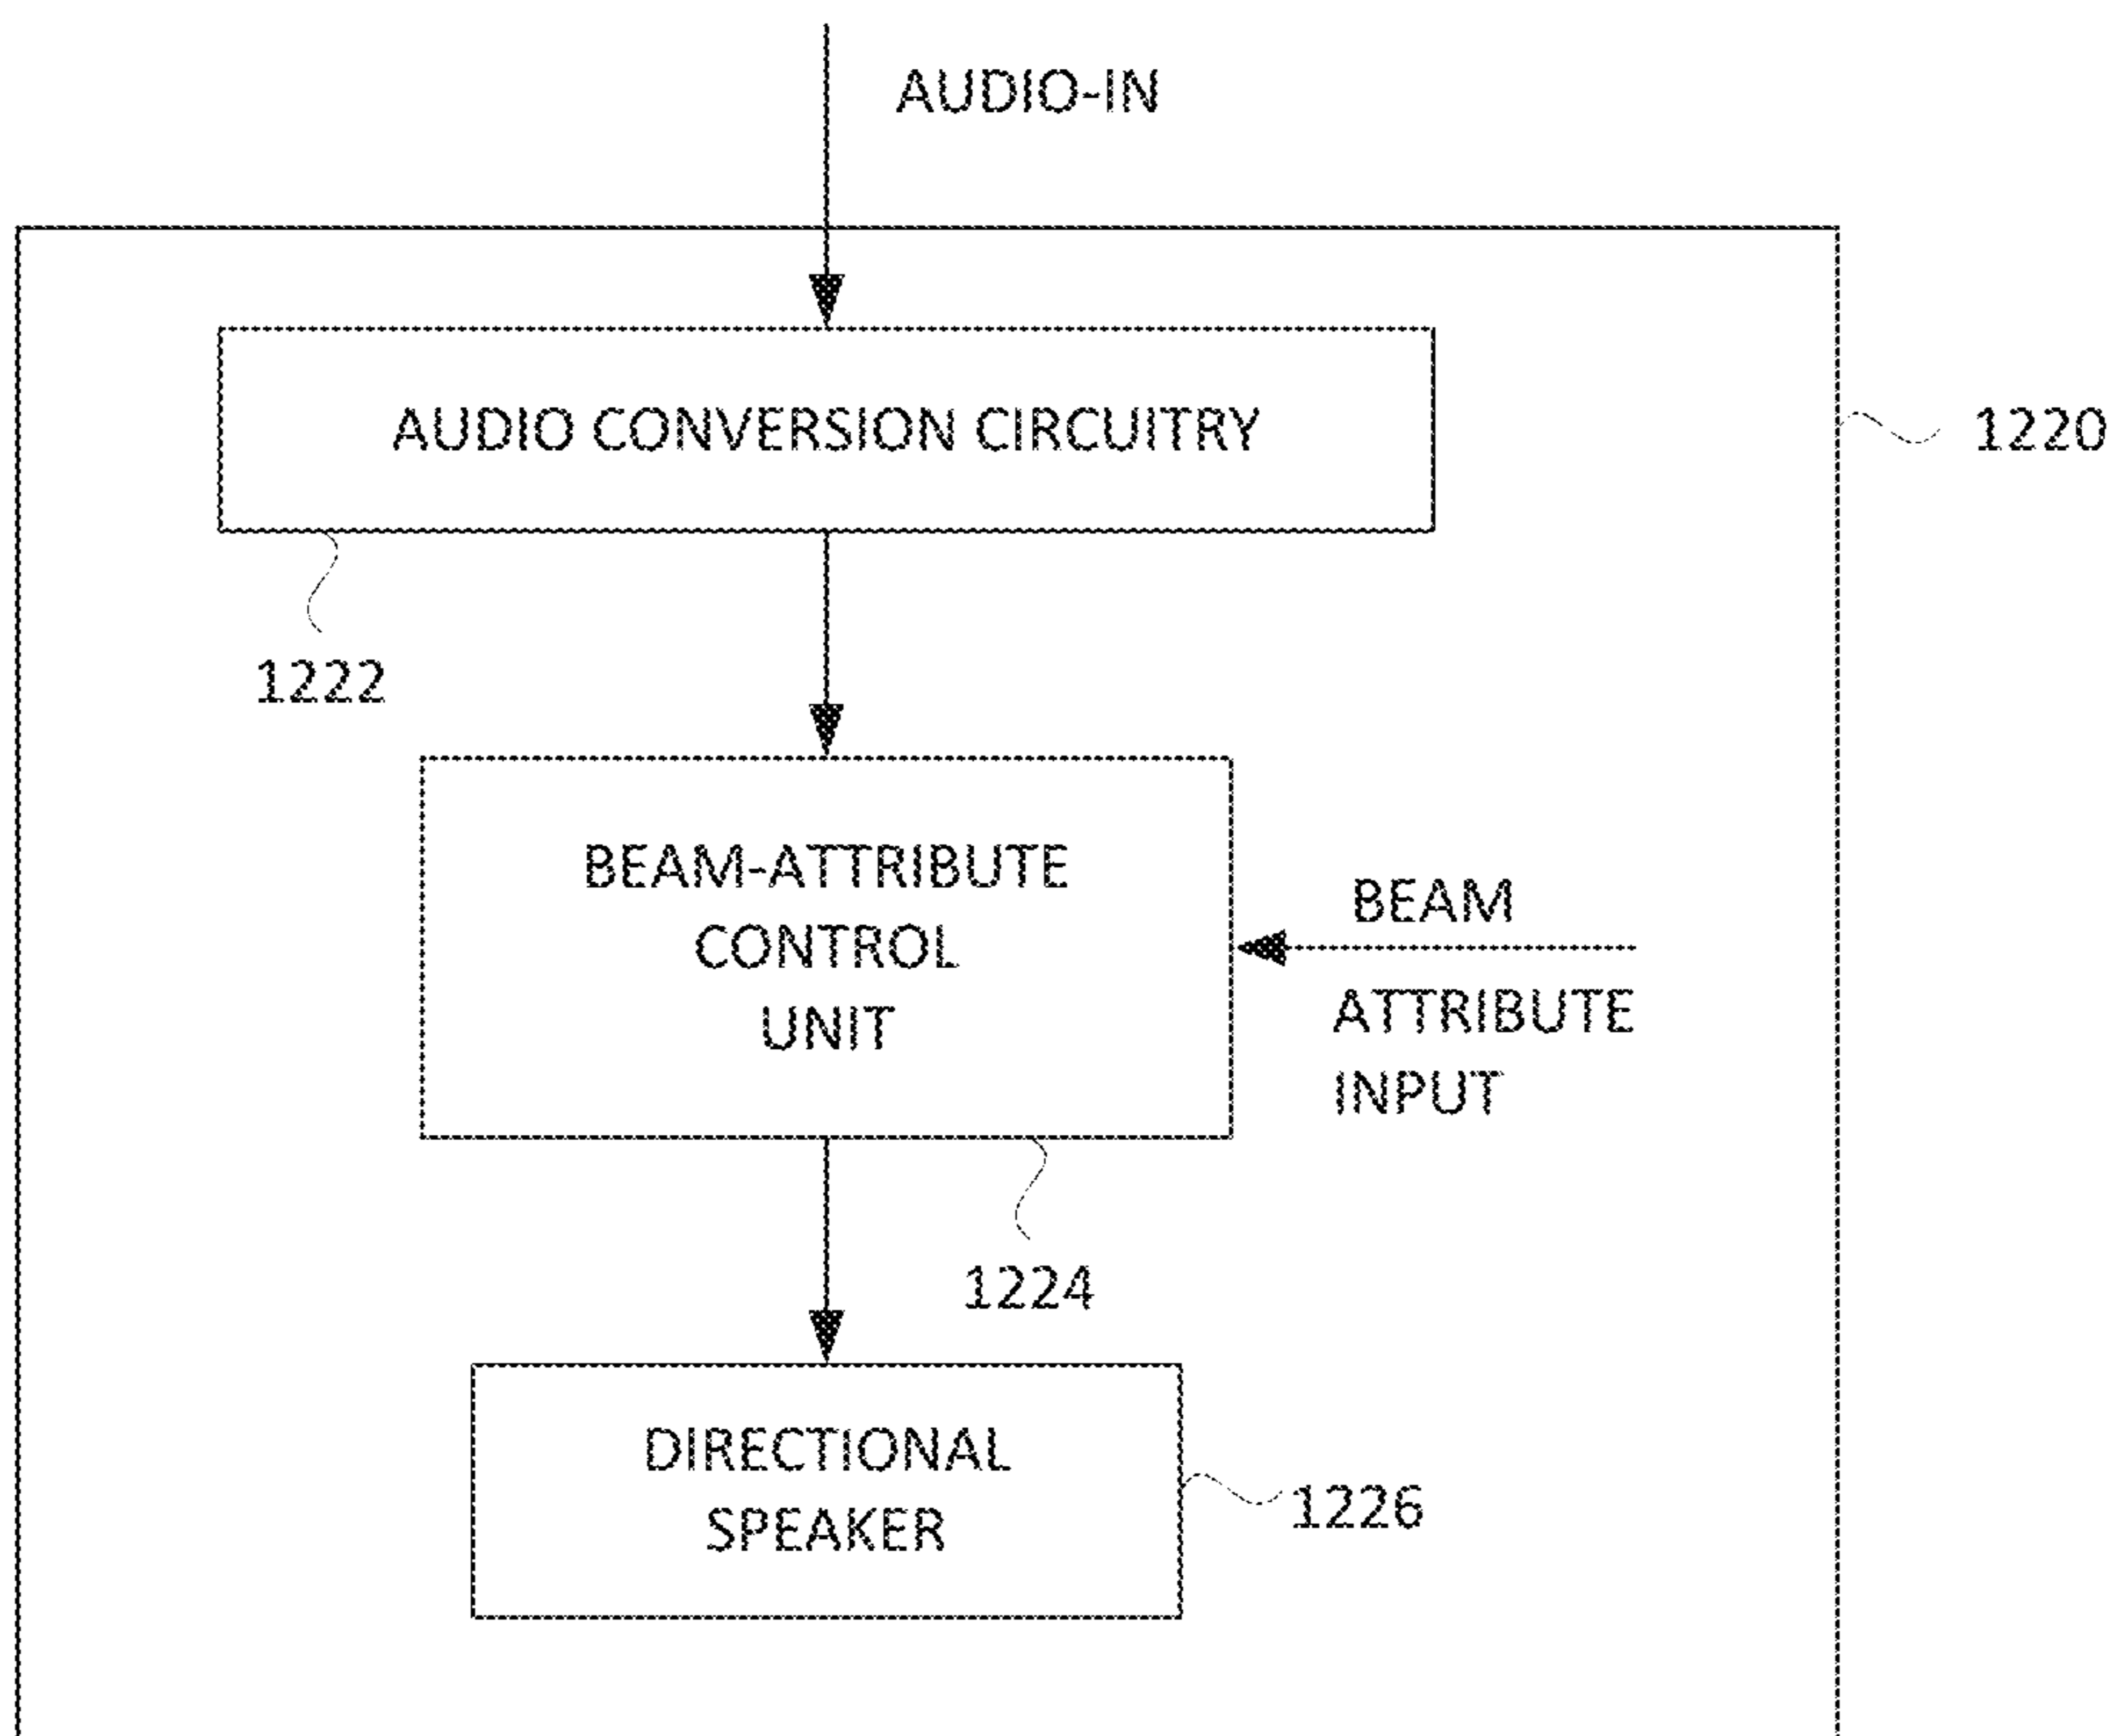 AUDIO-IN
AUDIO CONVERSION CIRCUITRY
1220
1222
BEAM-ATTRIBUTE
CONTROL
UNIT
BEAM
ATTRIBUTE
INPUT
1224
DIRECTIONAL
SPEAKER
1226